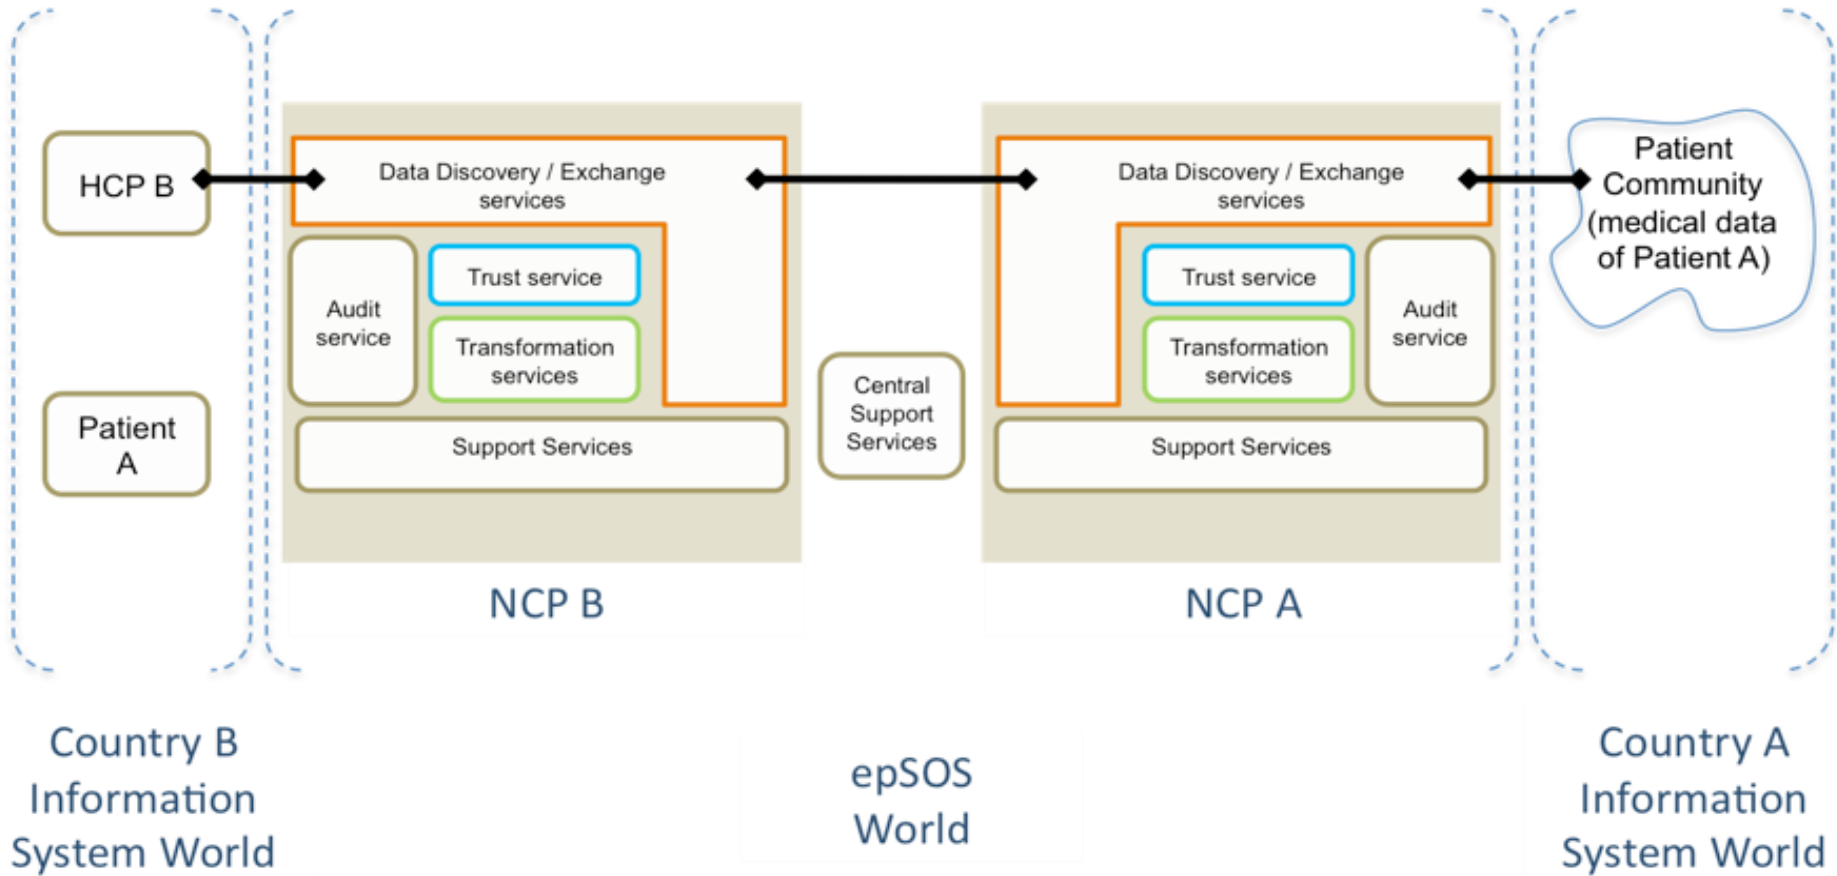 HCP B
Patient
A
Data Discovery / Exchange
services
Audit
service
Trust service
Transformation
services
Support Services
NCP B
Central
Support
Services
Data Discovery / Exchange
services
Trust service
Transformation
services
Audit
service
Support Services
NCP A
Patient
Community
(medical data
of Patient A)
Country B
Information
System World
epSOS
World
Country A
Information
System World